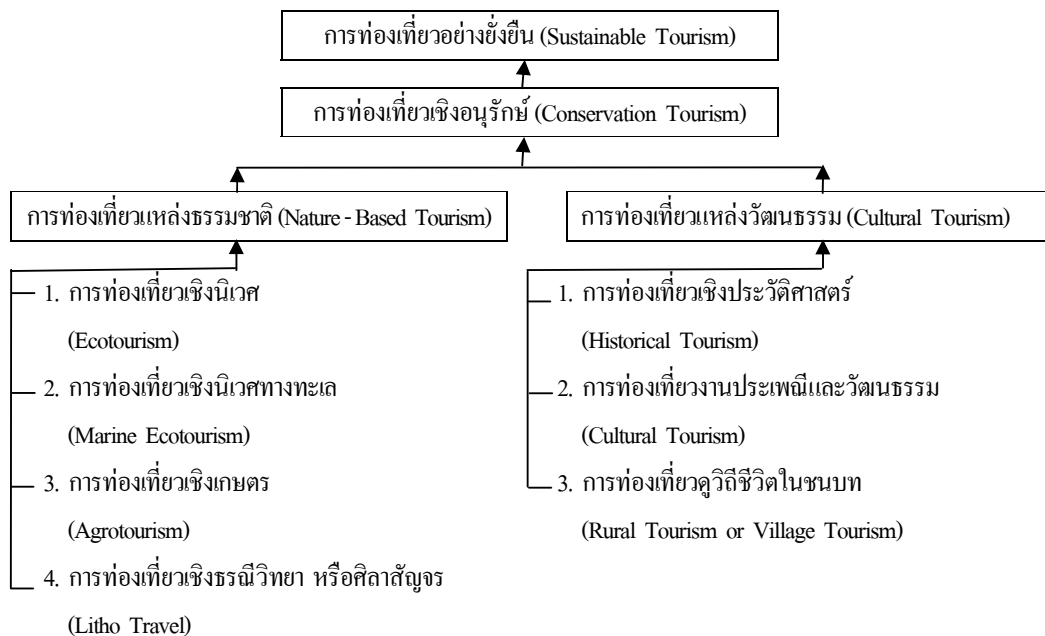 การท่องเที่ยวอย่างยั่งยืน (Sustainable Tourism)
การท่องเที่ยวเชิงอนุรักษ์ (Conservation Tourism)
การท่องเที่ยวแหล่งธรรมชาติ (Nature - Based Tourism)
1. การท่องเที่ยวเชิงนิเวศ
(Ecotourism)
2. การท่องเที่ยวเชิงนิเวศทางทะเล
(Marine Ecotourism)
3. การท่องเที่ยวเชิงเกษตร
(Agrotourism)
4. การท่องเที่ยวเชิงธรณีวิทยา หรือศิลาสัญจร
(Litho Travel)
การท่องเที่ยวแหล่งวัฒนธรรม (Cultural Tourism)
1. การท่องเที่ยวเชิงประวัติศาสตร์
(Historical Tourism)
2. การท่องเที่ยวงานประเพณีและวัฒนธรรม
(Cultural Tourism)
3. การท่องเที่ยวดูวิถีชีวิตในชนบท
(Rural Tourism or Village Tourism)